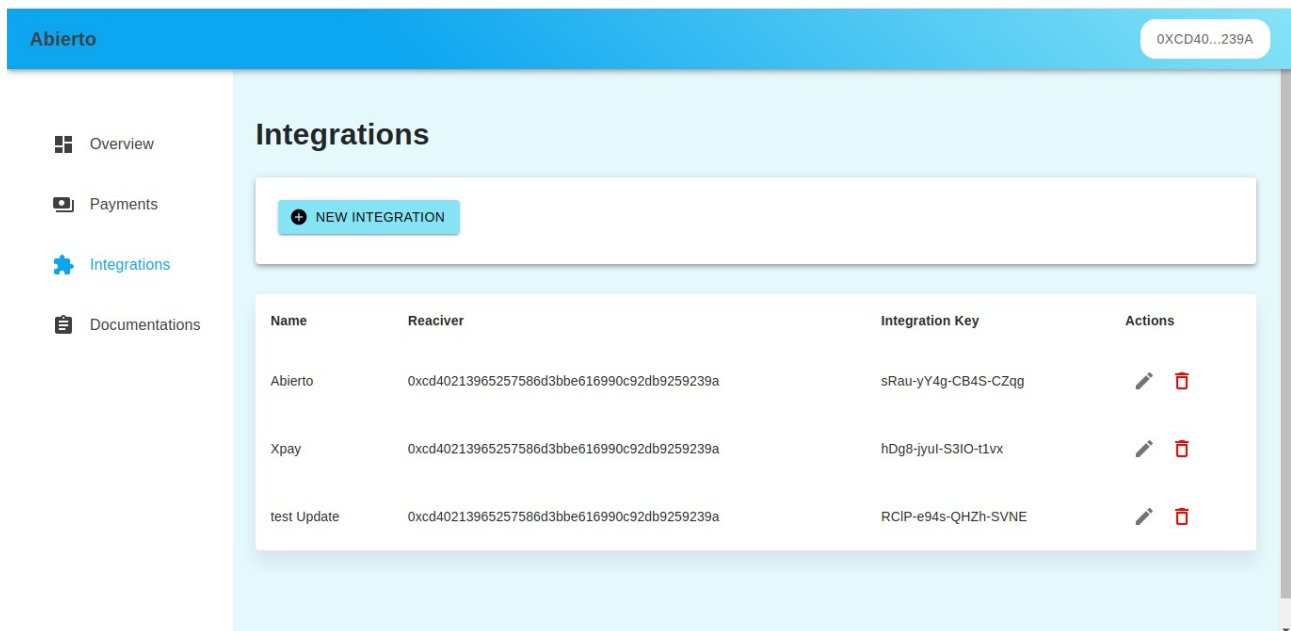 Abierto
0XCD40...239A
Overview
Payments
Integrations
Documentations
Integrations
NEW INTEGRATION
Name Reaciver Integration Key Actions
Abierto 0xcd40213965257586d3bbe616990c92db9259239a sRau-yY4g-CB4S-CZqg
Xpay 0xcd40213965257586d3bbe616990c92db9259239a hDg8-jyuI-S3IO-t1vx
test Update 0xcd40213965257586d3bbe616990c92db9259239a RClP-e94s-QHZh-SVNE